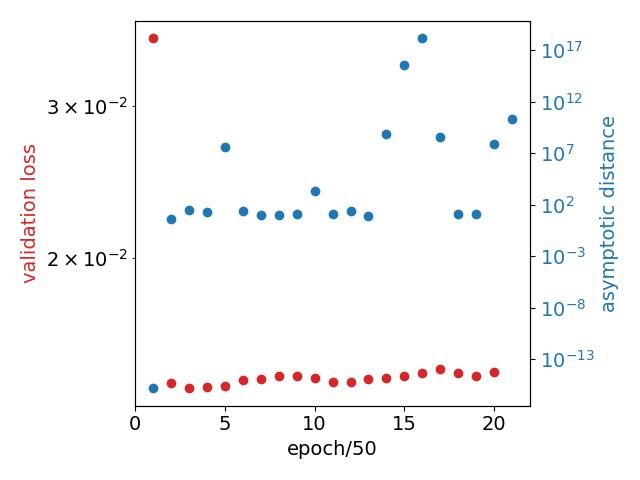 validation loss
3 × 10⁻²
2 × 10⁻²
10¹⁷
10¹²
10⁷
10²
10⁻³
10⁻⁸
10⁻¹³
asymptotic distance
0 5 10 15 20
epoch/50